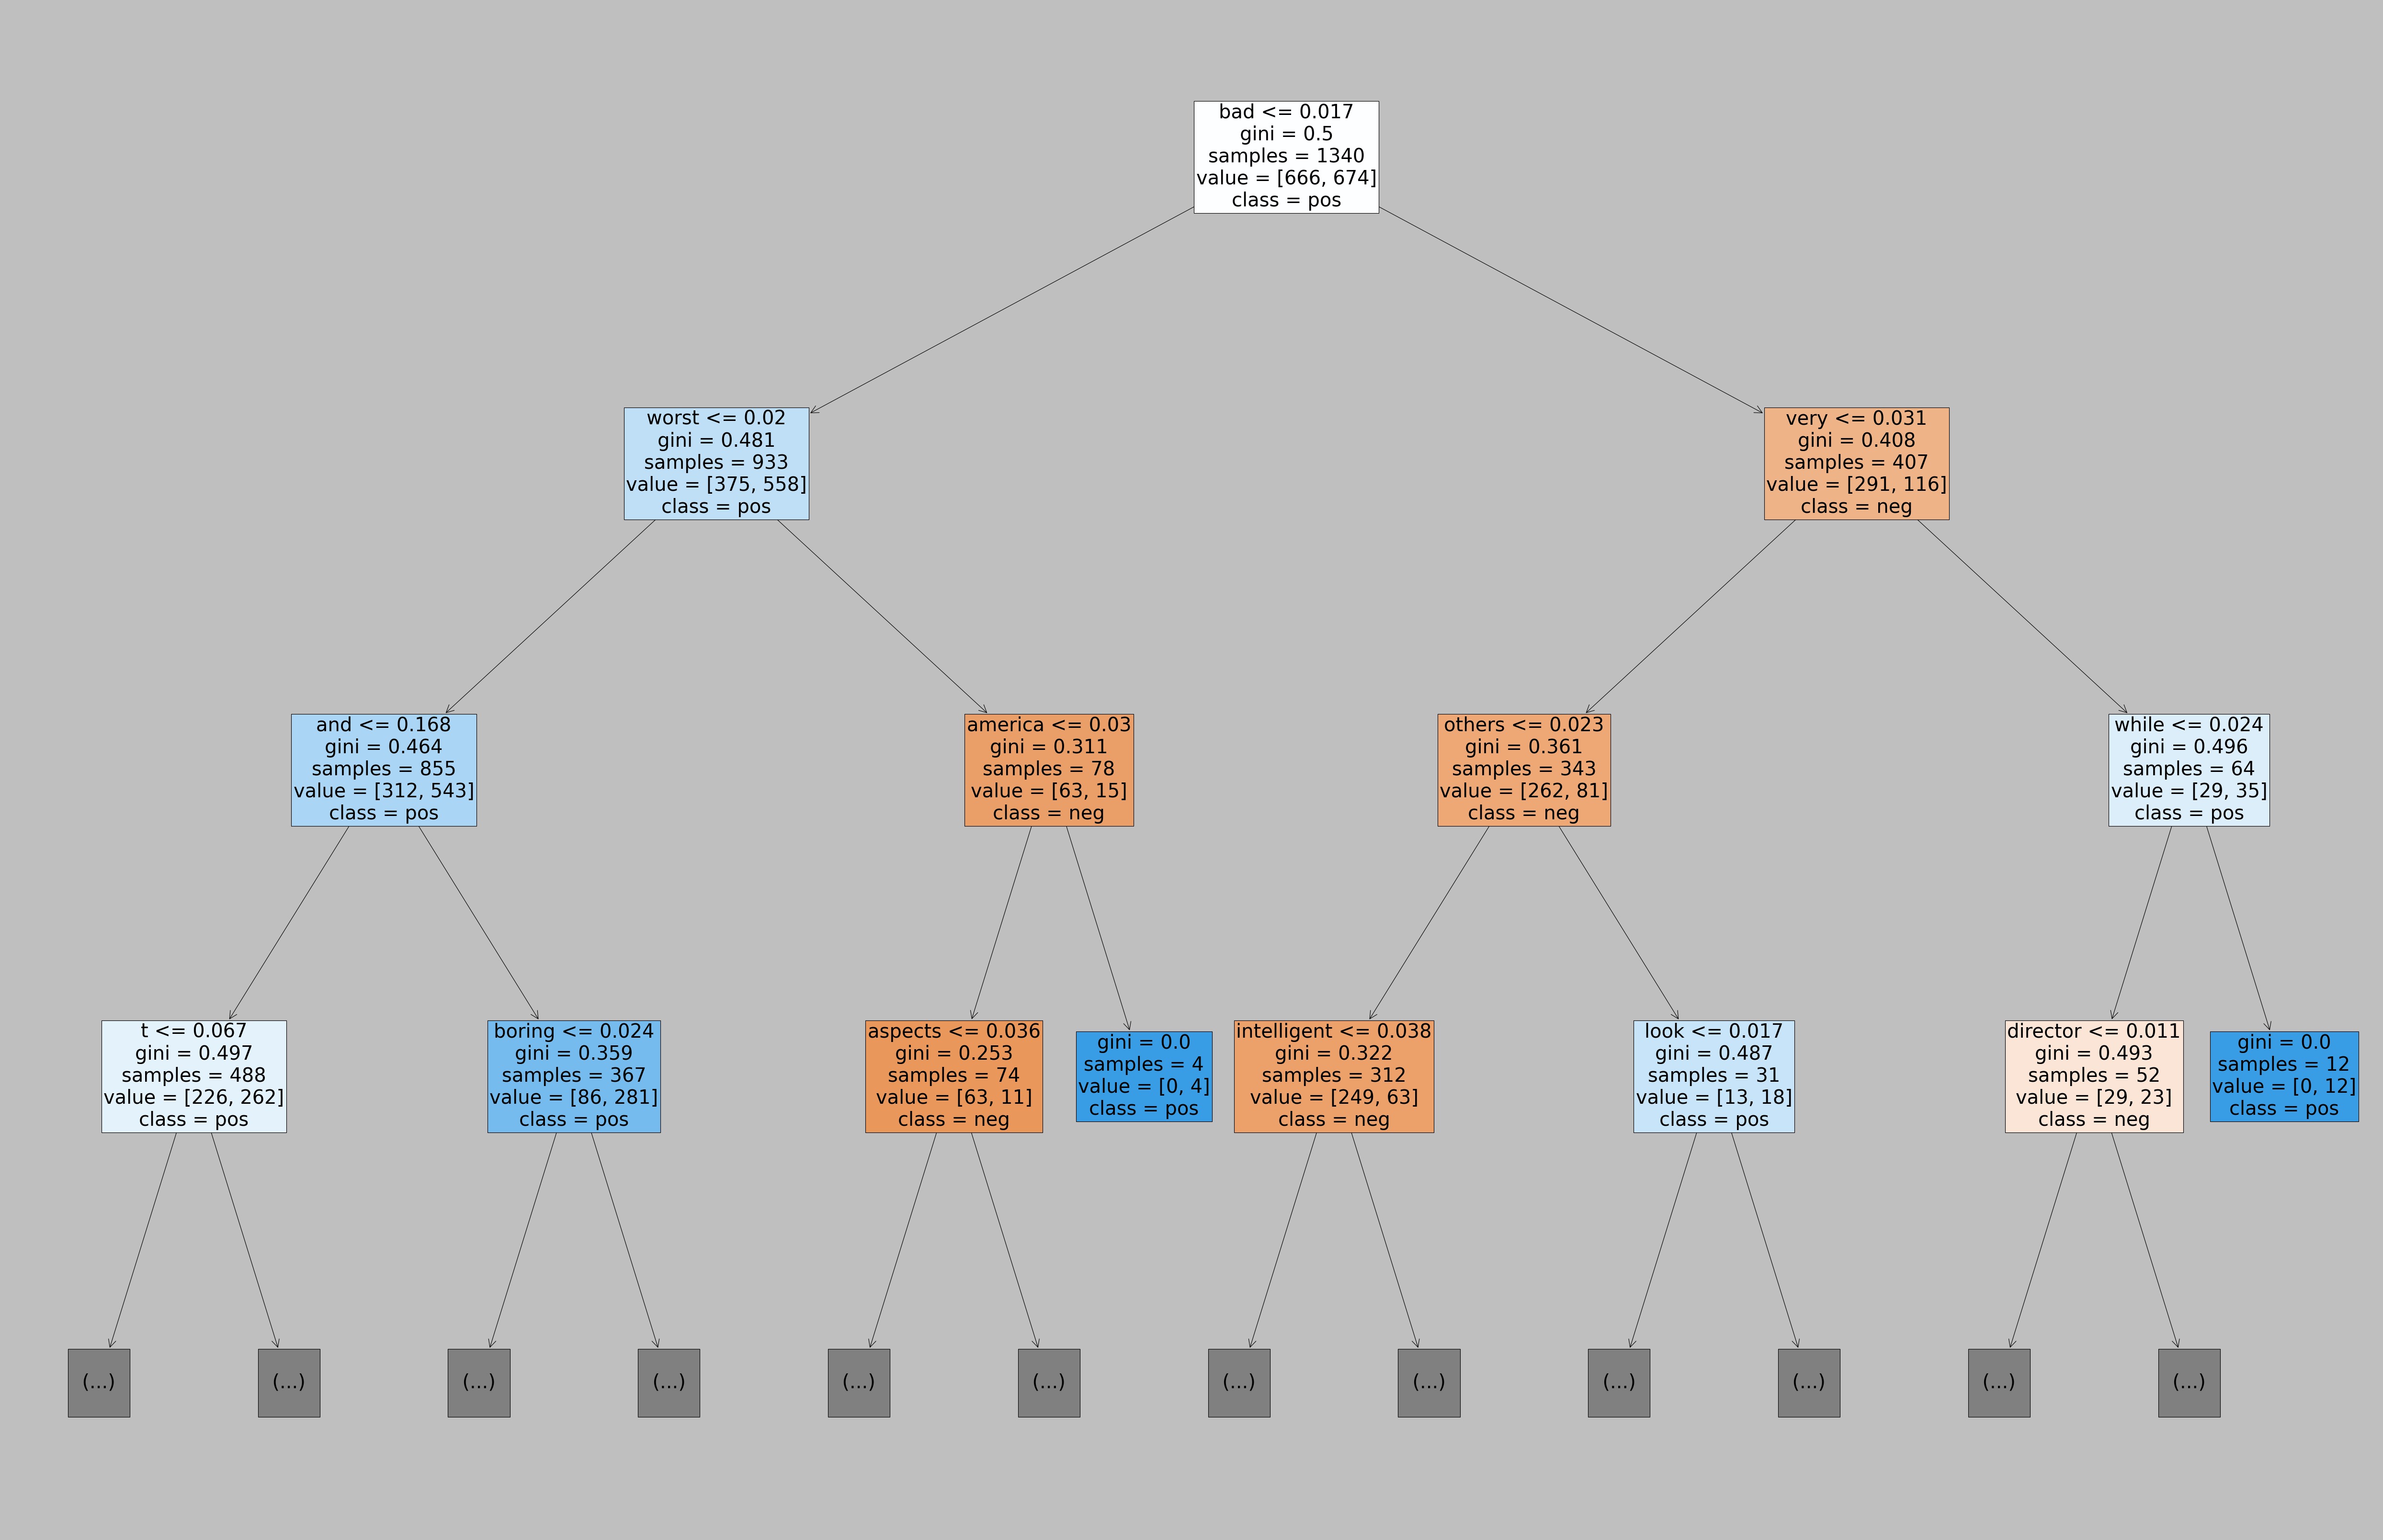 bad <= 0.017
gini = 0.5
samples = 1340
value = [666, 674]
class = pos
worst <= 0.02
gini = 0.481
samples = 933
value = [375, 558]
class = pos
very <= 0.031
gini = 0.408
samples = 407
value = [291, 116]
class = neg
and <= 0.168
gini = 0.464
samples = 855
value = [312, 543]
class = pos
america <= 0.03
gini = 0.311
samples = 78
value = [63, 15]
class = neg
others <= 0.023
gini = 0.361
samples = 343
value = [262, 81]
class = neg
while <= 0.024
gini = 0.496
samples = 64
value = [29, 35]
class = pos
t <= 0.067
gini = 0.497
samples = 488
value = [226, 262]
class = pos
boring <= 0.024
gini = 0.359
samples = 367
value = [86, 281]
class = pos
aspects <= 0.036
gini = 0.253
samples = 74
value = [63, 11]
class = neg
gini = 0.0
samples = 4
value = [0, 4]
class = pos
intelligent <= 0.038
gini = 0.322
samples = 312
value = [249, 63]
class = neg
look <= 0.017
gini = 0.487
samples = 31
value = [13, 18]
class = pos
director <= 0.011
gini = 0.493
samples = 52
value = [29, 23]
class = neg
gini = 0.0
samples = 12
value = [0, 12]
class = pos
(...)
(...)
(...)
(...)
(...)
(...)
(...)
(...)
(...)
(...)
(...)
(...)